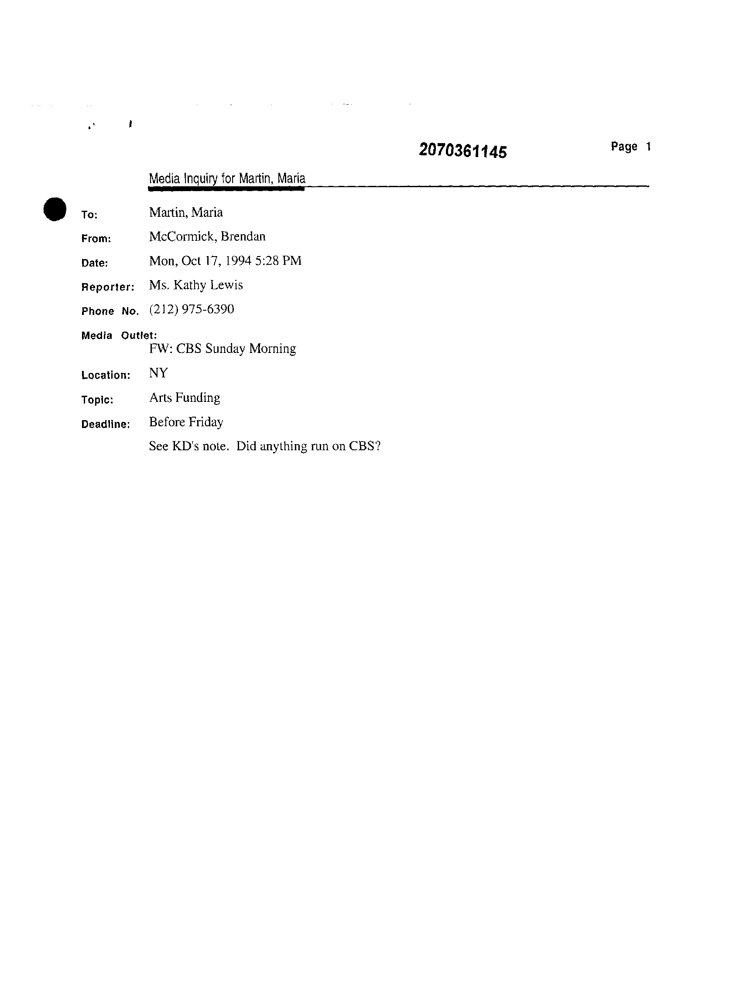 2070361145
Page 1
Media Inquiry for Martin, Maria
To: Martin, Maria
From: McCormick, Brendan
Date: Mon, Oct 17, 1994 5:28 PM
Reporter: Ms. Kathy Lewis
Phone No. (212) 975-6390
Media Outlet:
FW: CBS Sunday Morning
Location: NY
Topic: Arts Funding
Deadline: Before Friday
See KD's note. Did anything run on CBS?